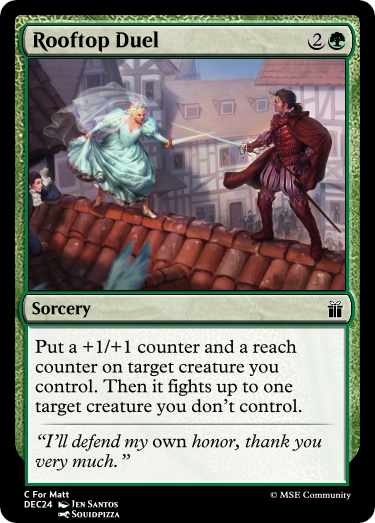 Rooftop Duel 2
Sorcery
Put a +1/+1 counter and a reach
counter on target creature you
control. Then it fights up to one
target creature you don't control.
“I'll defend my own honor, thank you
very much.”
C For Matt
DEC24 Jen Santos © MSE Community
Squidpizza